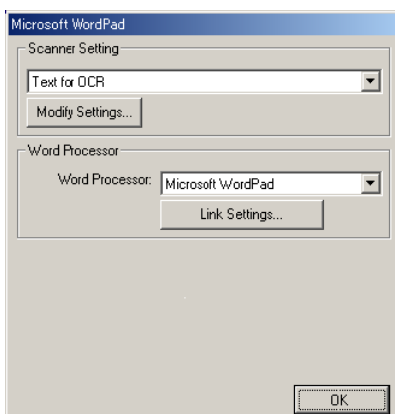 Microsoft WordPad
Scanner Setting
Text for OCR
Modify Settings...
Word Processor
Word Processor: Microsoft WordPad
Link Settings...
OK